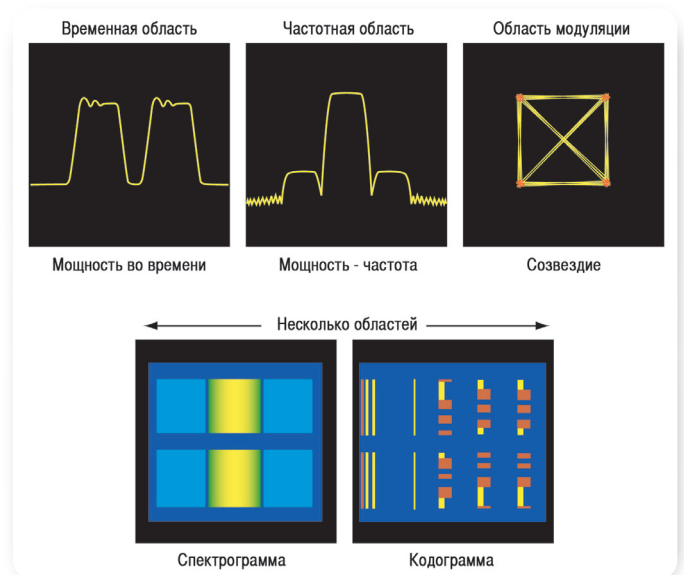 Временная область
Частотная область
Область модуляции
Мощность во времени
Мощность - частота
Созвездие
Несколько областей
Спектрограмма
Кодограмма